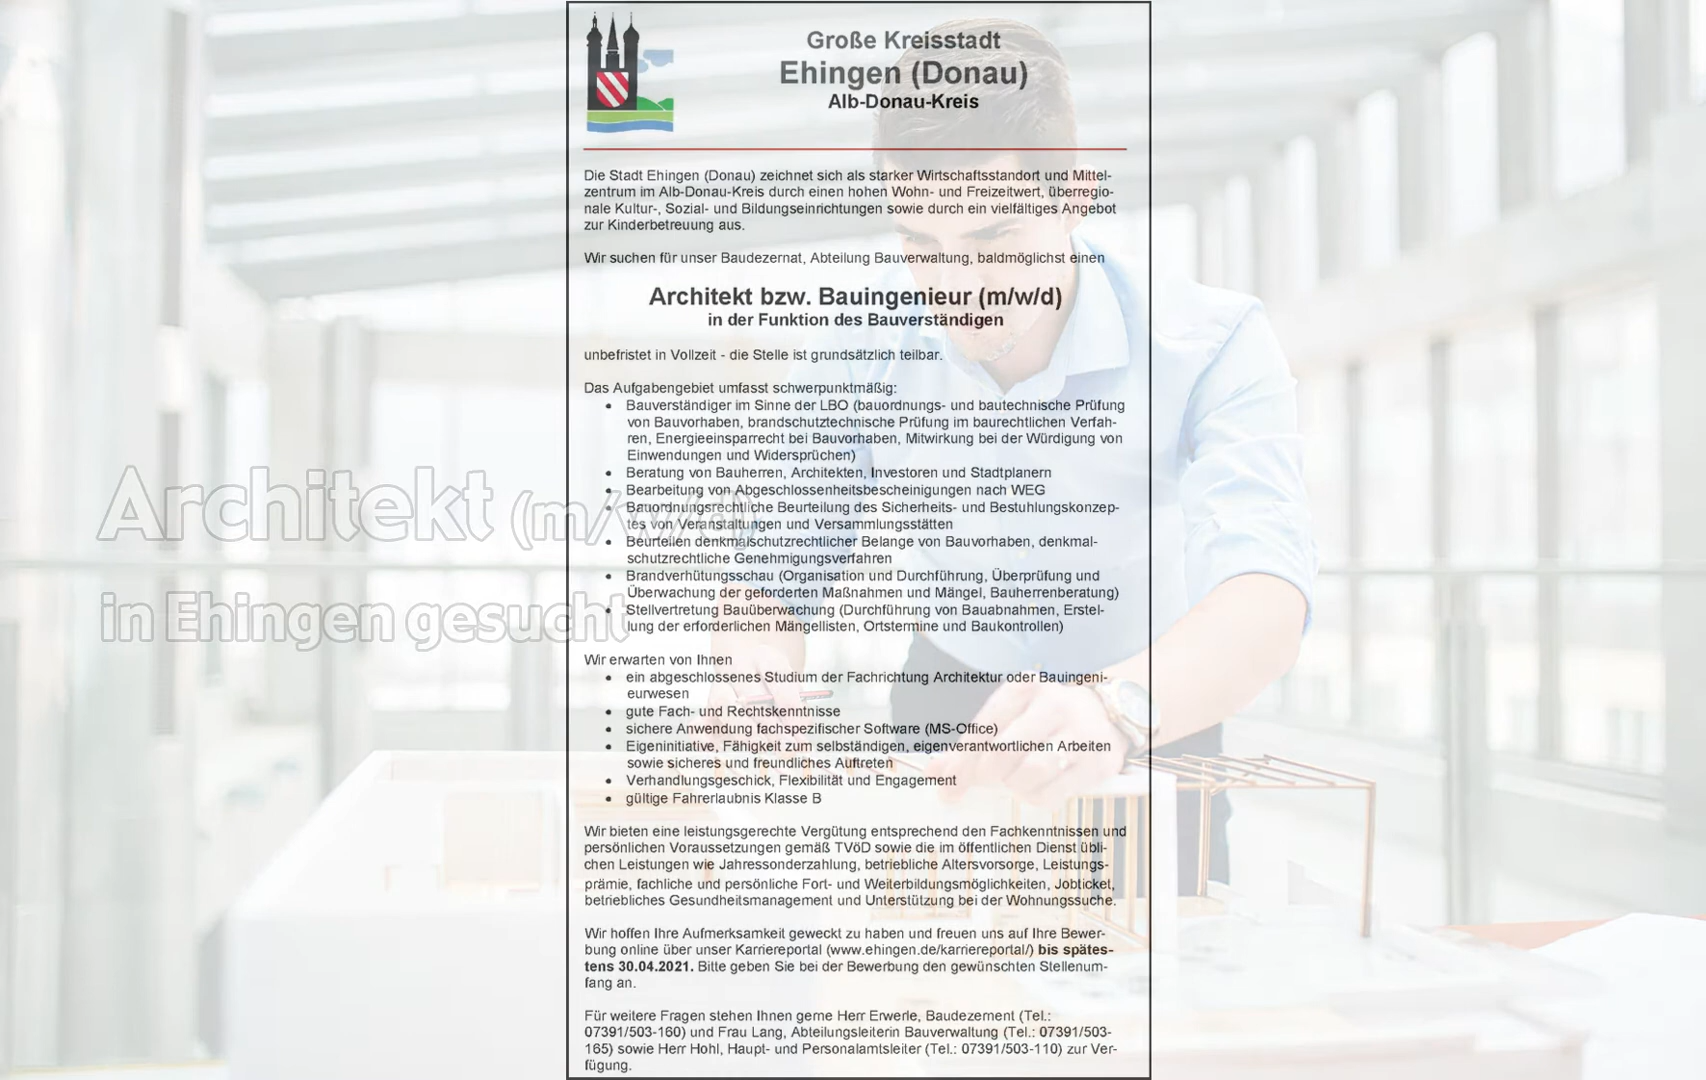 Große Kreisstadt
Ehingen (Donau)
Alb-Donau-Kreis
Die Stadt Ehingen (Donau) zeichnet sich als starker Wirtschaftsstandort und Mittel-
zentrum im Alb-Donau-Kreis durch einen hohen Wohn- und Freizeitwert, überregio-
nale Kultur-, Sozial- und Bildungseinrichtungen sowie durch ein vielfältiges Angebot
zur Kinderbetreuung aus.
Wir suchen für unser Baudezernat, Abteilung Bauverwaltung, baldmöglichst einen
Architekt bzw. Bauingenieur (m/w/d)
in der Funktion des Bauverständigen
unbefristet in Vollzeit - die Stelle ist grundsätzlich teilbar.
Das Aufgabengebiet umfasst schwerpunktmäßig:
• Bauverständiger im Sinne der LBO (bauordnungs- und bautechnische Prüfung
von Bauvorhaben, brandschutztechnische Prüfung im baurechtlichen Verfah-
ren, Energieeinsparrecht bei Bauvorhaben, Mitwirkung bei der Würdigung von
Einwendungen und Widersprüchen)
• Beratung von Bauherren, Architekten, Investoren und Stadtplanern
• Bearbeitung von Abgeschlossenheitsbescheinigungen nach WEG
• Bauordnungsrechtliche Beurteilung des Sicherheits- und Bestuhlungskonzep-
tes von Veranstaltungen und Versammlungsstätten
• Beurteilen denkmalschutzrechtlicher Belange von Bauvorhaben, denkmal-
schutzrechtliche Genehmigungsverfahren
• Brandverhütungsschau (Organisation und Durchführung, Überprüfung und
Überwachung der geforderten Maßnahmen und Mängel, Bauherrenberatung)
• Stellvertretung Bauüberwachung (Durchführung von Bauabnahmen, Erstel-
lung der erforderlichen Mängellisten, Ortstermine und Baukontrollen)
Wir erwarten von Ihnen
• ein abgeschlossenes Studium der Fachrichtung Architektur oder Bauingeni-
eurwesen
• gute Fach- und Rechtskenntnisse
• sichere Anwendung fachspezifischer Software (MS-Office)
• Eigeninitiative, Fähigkeit zum selbständigen, eigenverantwortlichen Arbeiten
sowie sicheres und freundliches Auftreten
• Verhandlungsgeschick, Flexibilität und Engagement
• gültige Fahrerlaubnis Klasse B
Wir bieten eine leistungsgerechte Vergütung entsprechend den Fachkenntnissen und
persönlichen Voraussetzungen gemäß TVöD sowie die im öffentlichen Dienst übli-
chen Leistungen wie Jahressonderzahlung, betriebliche Altersvorsorge, Leistungs-
prämie, fachliche und persönliche Fort- und Weiterbildungsmöglichkeiten, Jobticket,
betriebliches Gesundheitsmanagement und Unterstützung bei der Wohnungssuche.
Wir hoffen Ihre Aufmerksamkeit geweckt zu haben und freuen uns auf Ihre Bewer-
bung online über unser Karriereportal (www.ehingen.de/karriereportal/) bis spätes-
tens 30.04.2021. Bitte geben Sie bei der Bewerbung den gewünschten Stellenum-
fang an.
Für weitere Fragen stehen Ihnen gerne Herr Erwerle, Baudezernent (Tel.:
07391/503-160) und Frau Lang, Abteilungsleiterin Bauverwaltung (Tel.: 07391/503-
165) sowie Herr Hohl, Haupt- und Personalamtsleiter (Tel.: 07391/503-110) zur Ver-
fügung.
Architekt (m/w/d)
in Ehingen gesucht